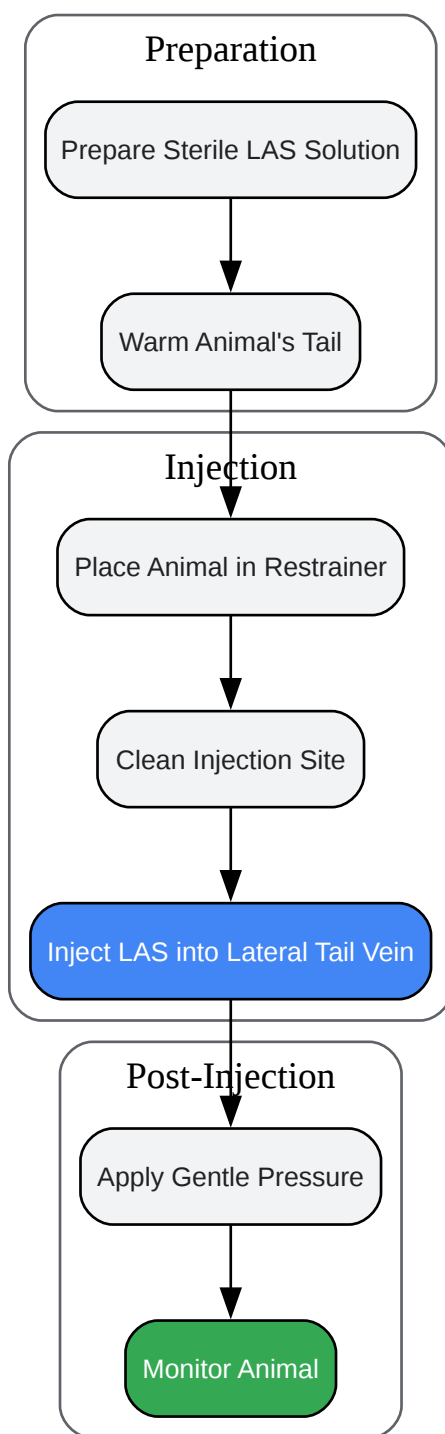 Preparation
Prepare Sterile LAS Solution
Warm Animal's Tail
Injection
Place Animal in Restrainer
Clean Injection Site
Inject LAS into Lateral Tail Vein
Post-Injection
Apply Gentle Pressure
Monitor Animal